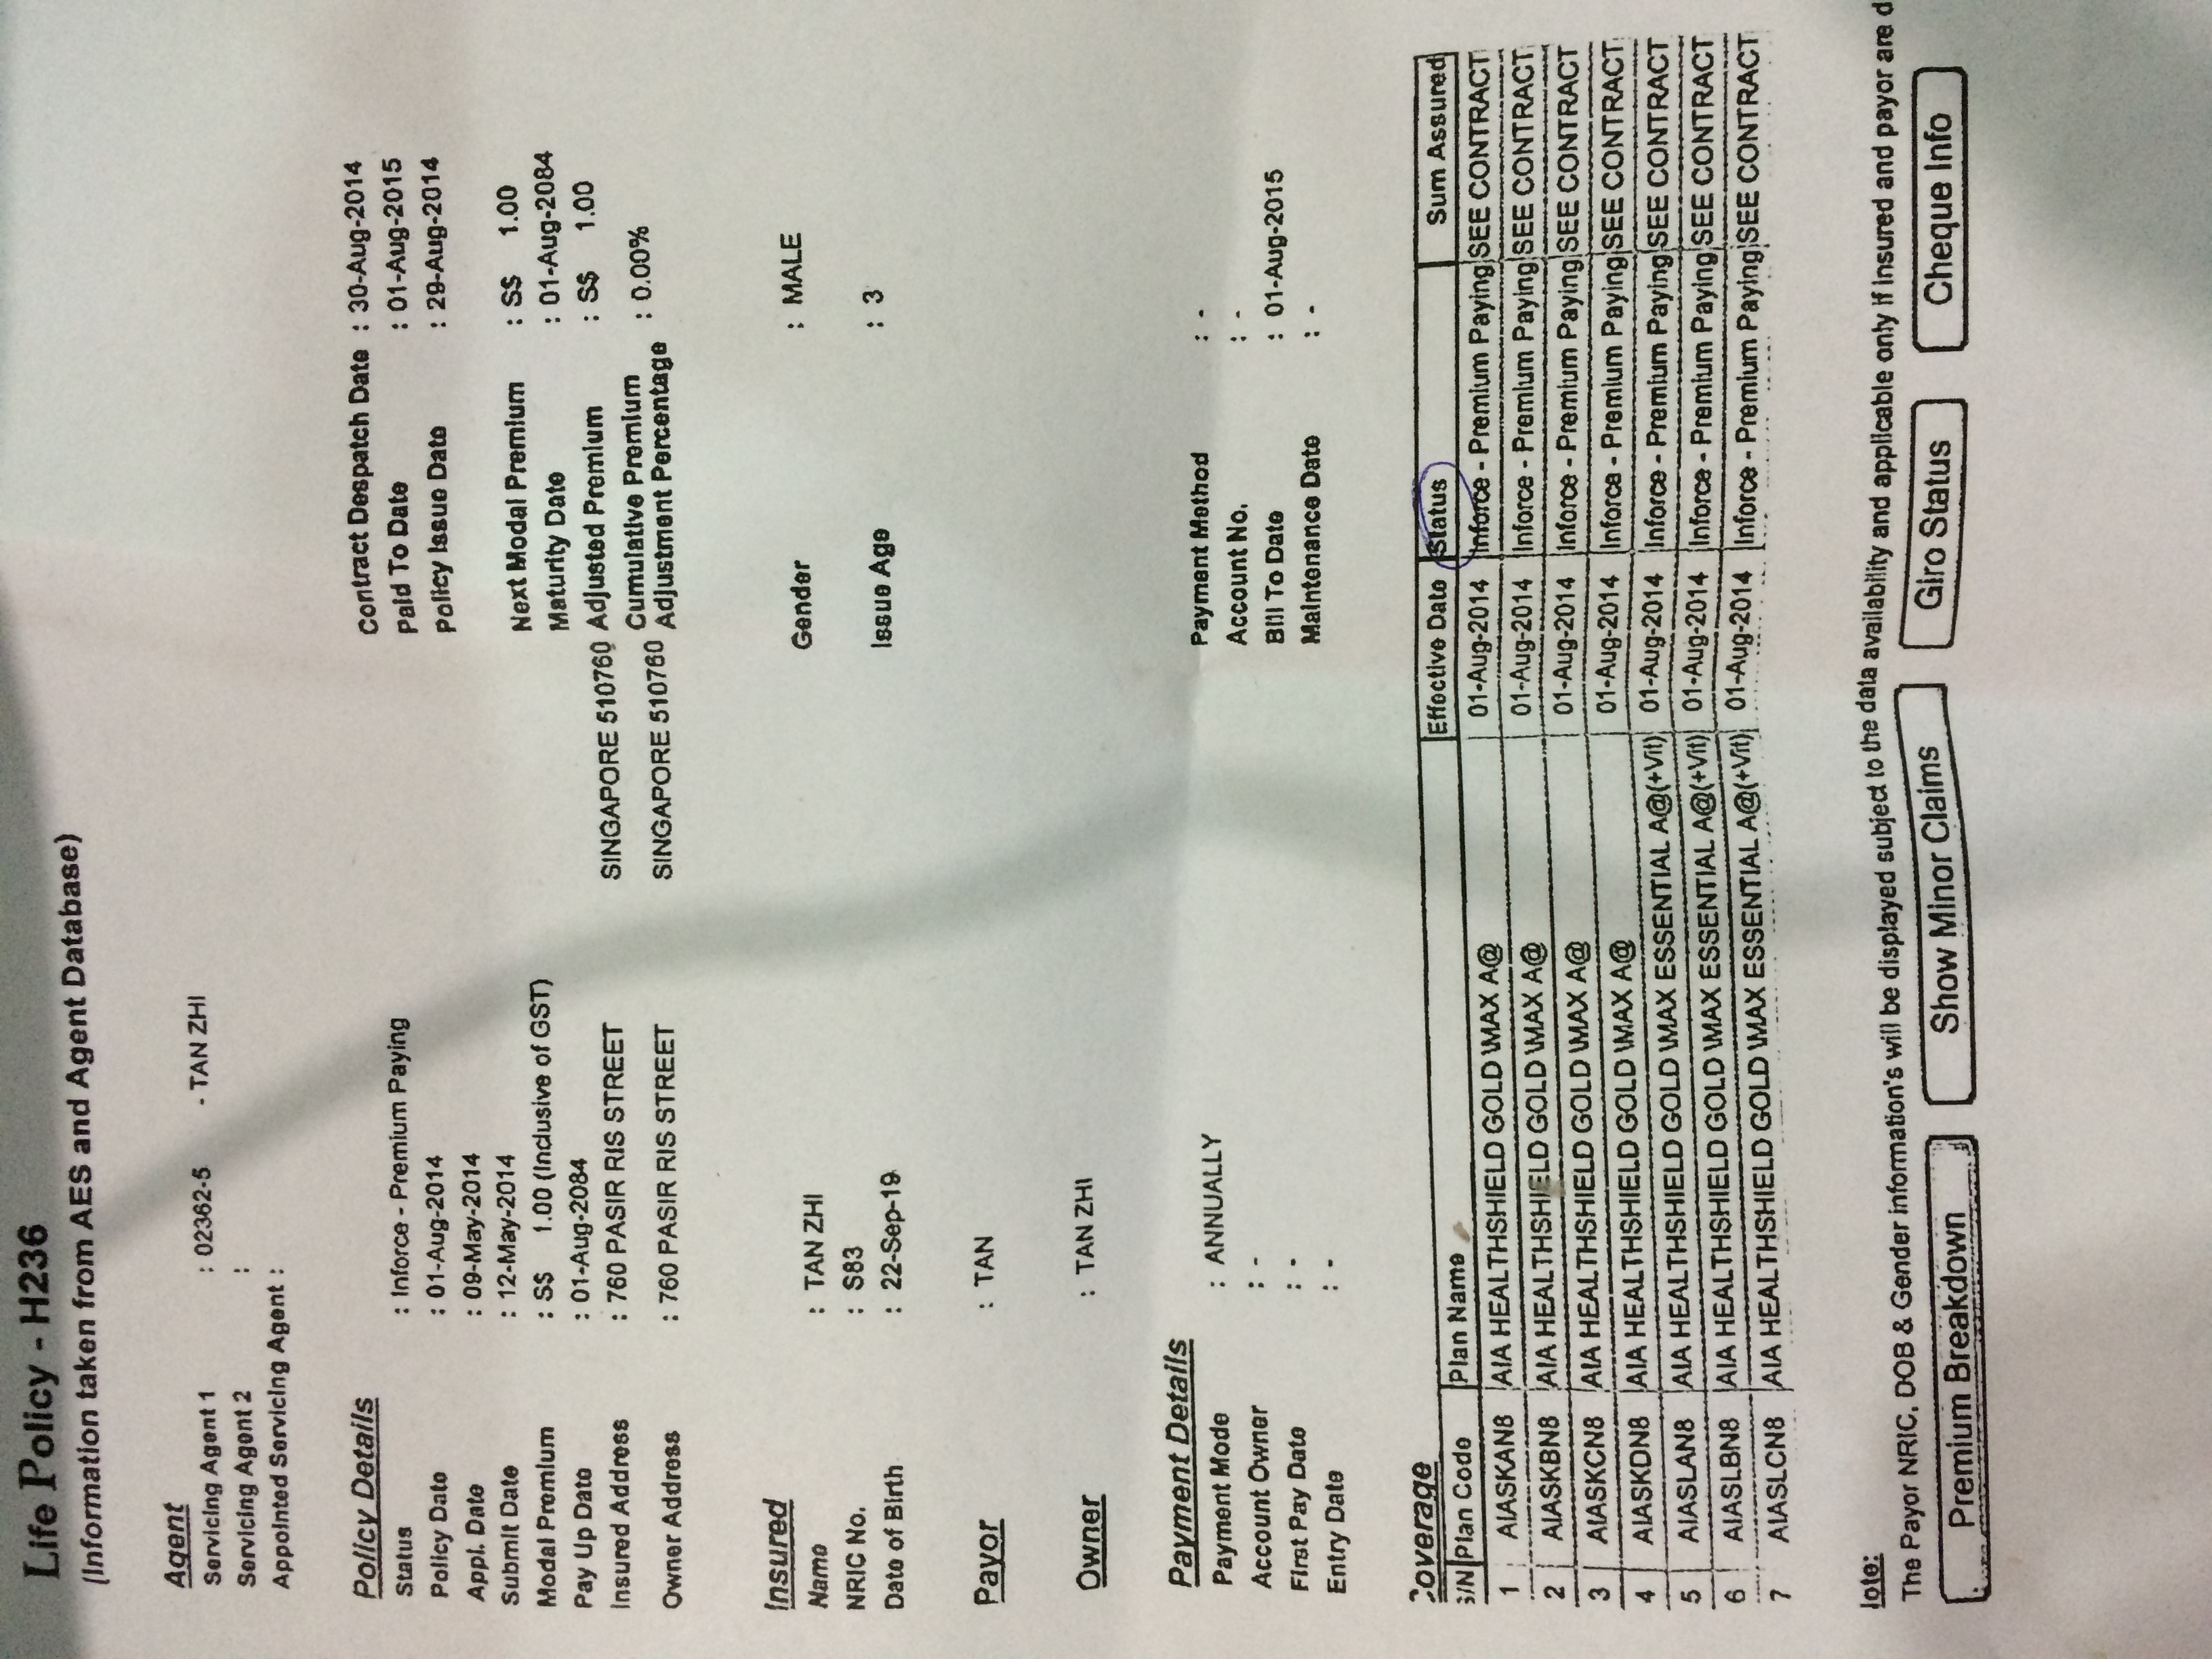 Life Policy - H236
(Information taken from AES and Agent Database)
Agent
Servicing Agent 1 : 02362-5 - TAN ZHI
Servicing Agent 2 :
Appointed Servicing Agent :
Policy Details
Contract Despatch Date : 30-Aug-2014
Status : Inforce - Premium Paying
Paid To Date : 01-Aug-2015
Policy Date : 01-Aug-2014
Policy Issue Date : 29-Aug-2014
Appl. Date : 09-May-2014
Submit Date : 12-May-2014
Next Modal Premium : S$ 1.00
Modal Premium : S$ 1.00 (Inclusive of GST)
Maturity Date : 01-Aug-2084
Pay Up Date : 01-Aug-2084
Adjusted Premium : S$ 1.00
Insured Address : 760 PASIR RIS STREET SINGAPORE 510760
Cumulative Premium Adjustment Percentage : 0.00%
Owner Address : 760 PASIR RIS STREET SINGAPORE 510760
Insured
Name : TAN ZHI
Gender : MALE
NRIC No. : S83
Date of Birth : 22-Sep-19
Issue Age : 3
Payor : TAN
Owner : TAN ZHI
Payment Details
Payment Mode : ANNUALLY
Payment Method : -
Account Owner : -
Account No. : -
First Pay Date : -
Bill To Date : 01-Aug-2015
Entry Date : -
Maintenance Date : -
Coverage
S/N Plan Code Plan Name Effective Date Status Sum Assured
1 AIASKAN8 AIA HEALTHSHIELD GOLD \MAX A@ 01-Aug-2014 Inforce - Premium Paying SEE CONTRACT
2 AIASKBN8 AIA HEALTHSHIELD GOLD \MAX A@ 01-Aug-2014 Inforce - Premium Paying SEE CONTRACT
3 AIASKCN8 AIA HEALTHSHIELD GOLD \MAX A@ 01-Aug-2014 Inforce - Premium Paying SEE CONTRACT
4 AIASKDN8 AIA HEALTHSHIELD GOLD \MAX A@ 01-Aug-2014 Inforce - Premium Paying SEE CONTRACT
5 AIASLAN8 AIA HEALTHSHIELD GOLD \MAX ESSENTIAL A@(+Vit) 01-Aug-2014 Inforce - Premium Paying SEE CONTRACT
6 AIASLBN8 AIA HEALTHSHIELD GOLD \MAX ESSENTIAL A@(+Vit) 01-Aug-2014 Inforce - Premium Paying SEE CONTRACT
7 AIASLCN8 AIA HEALTHSHIELD GOLD \MAX ESSENTIAL A@(+Vit) 01-Aug-2014 Inforce - Premium Paying SEE CONTRACT
lote:
The Payor NRIC, DOB & Gender information's will be displayed subject to the data availability and applicable only if insured and payor are d
Premium Breakdown Show Minor Claims Giro Status Cheque Info